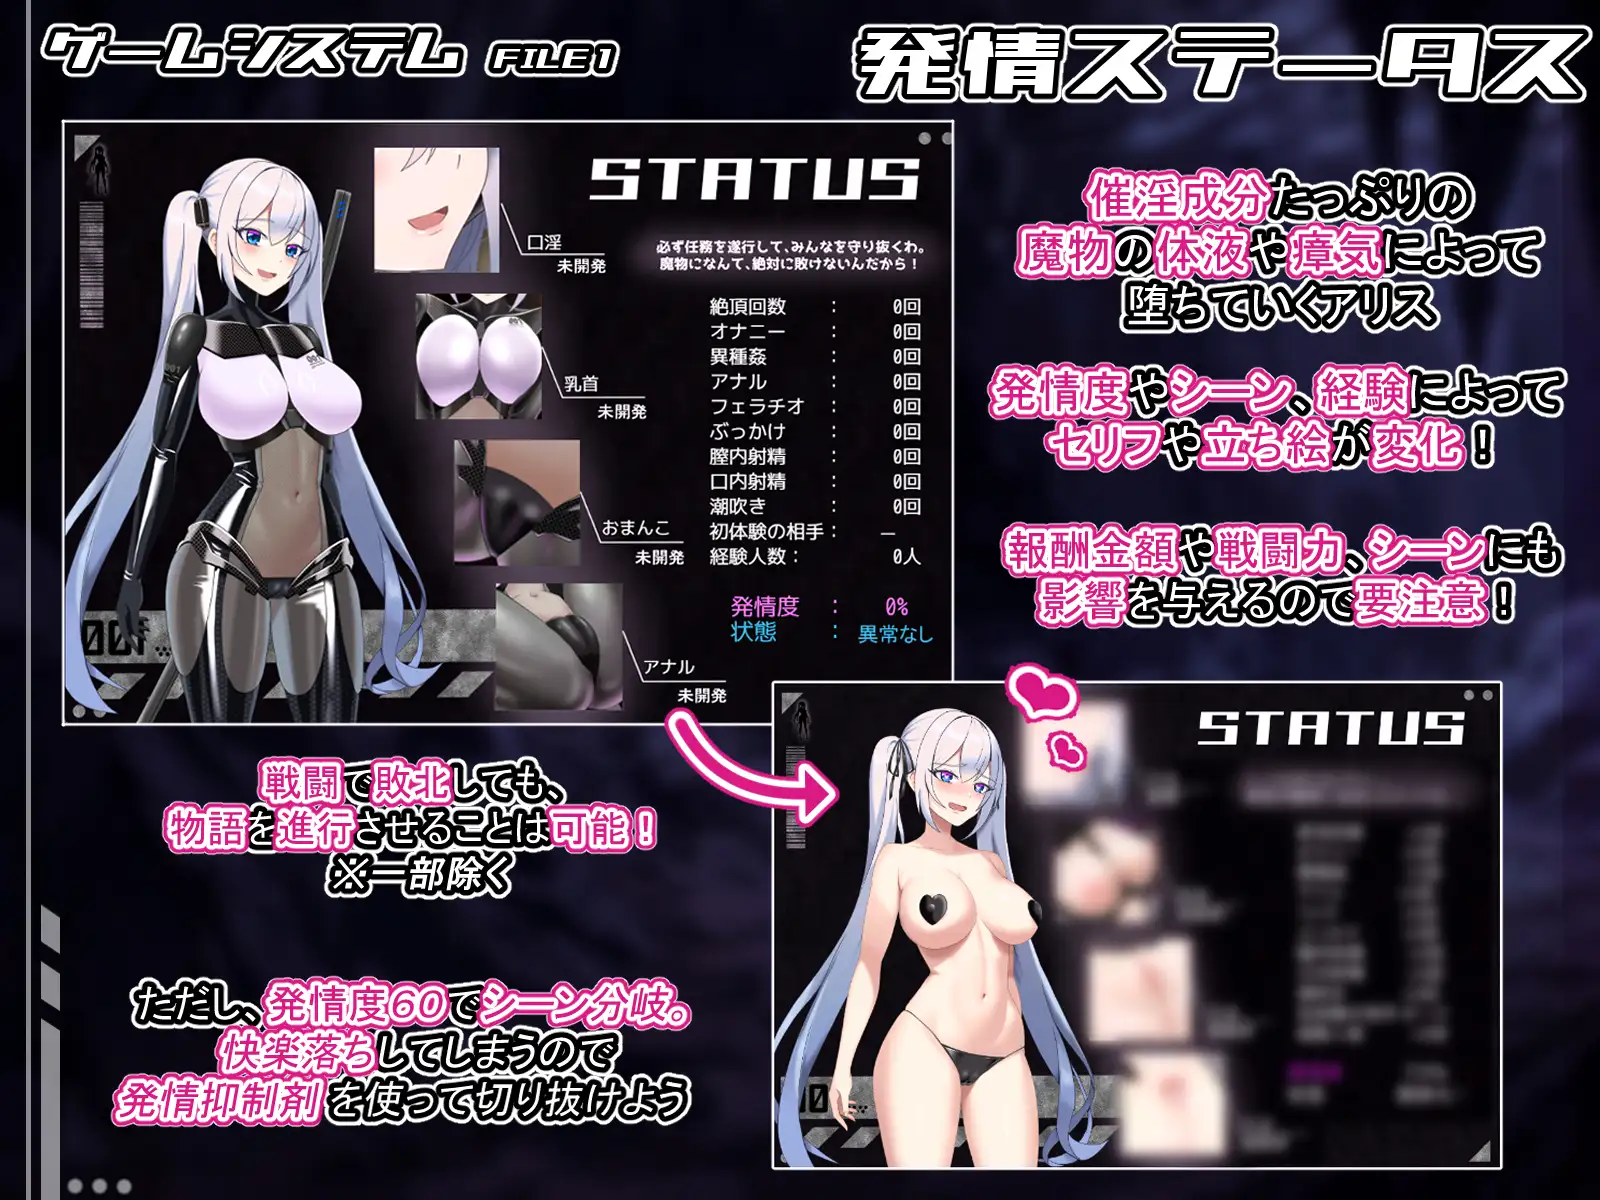 ゲームシステム FILE1
発情ステータス
STATUS
必ず任務を遂行して、みんなを守り抜くわ。
魔物になんて、絶対に敗けないんだから！
口淫
未開発
乳首
未開発
おまんこ
未開発
アナル
未開発
絶頂回数 : 0回
オナニー : 0回
異種姦 : 0回
アナル : 0回
フェラチオ : 0回
ぶっかけ : 0回
膣内射精 : 0回
口内射精 : 0回
潮吹き : 0回
初体験の相手 : ―
経験人数 : 0人
発情度 : 0%
状態 : 異常なし
001
001
催淫成分たっぷりの
魔物の体液や瘴気によって
堕ちていくアリス
発情度やシーン、経験によって
セリフや立ち絵が変化！
報酬金額や戦闘力、シーンにも
影響を与えるので要注意！
戦闘で敗北しても、
物語を進行させることは可能！
※一部除く
ただし、発情度60でシーン分岐。
快楽落ちしてしまうので
発情抑制剤を使って切り抜けよう
STATUS